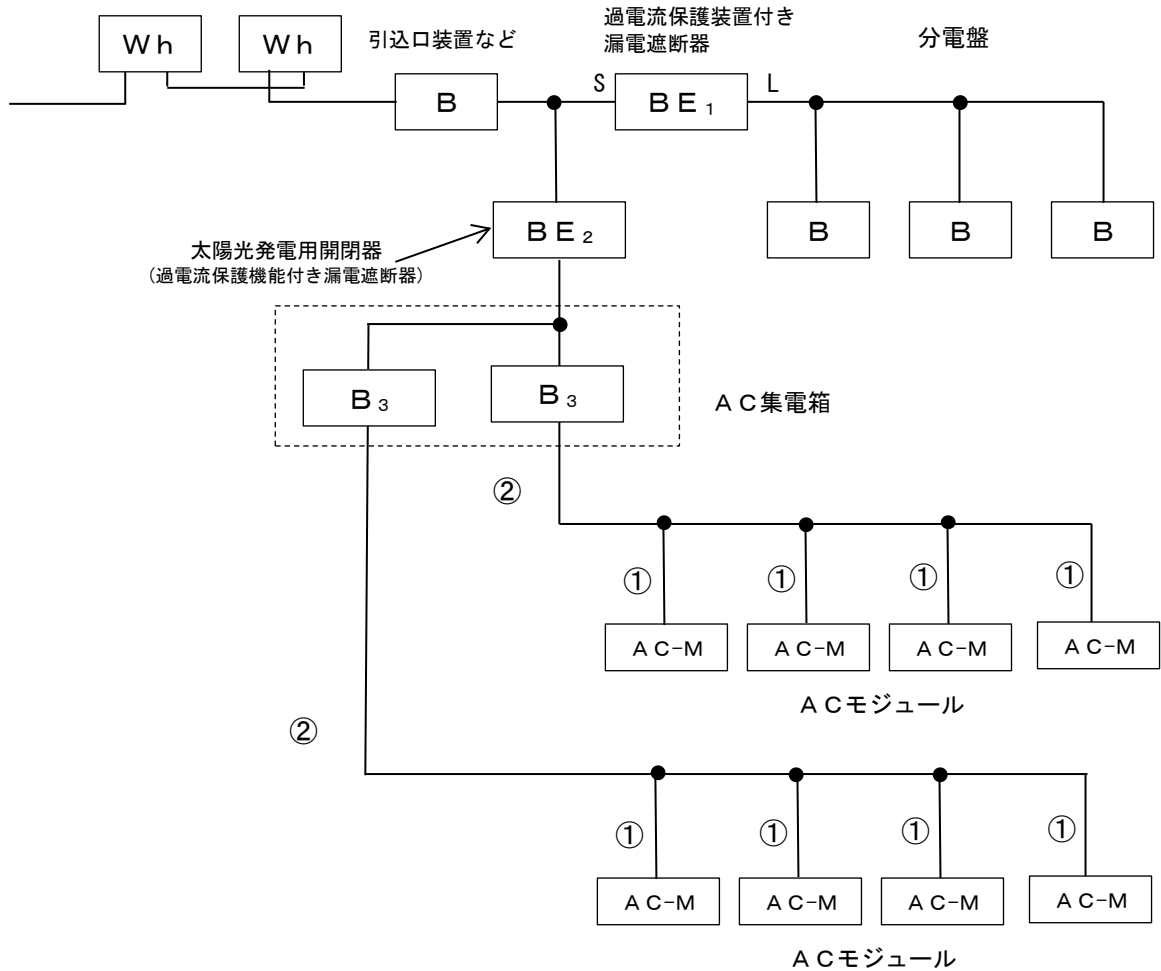 Ｗｈ
Ｗｈ
引込口装置など
過電流保護装置付き
漏電遮断器
分電盤
Ｂ
S
ＢＥ₁
L
Ｂ
Ｂ
Ｂ
ＢＥ₂
太陽光発電用開閉器
（過電流保護機能付き漏電遮断器）
Ｂ₃
Ｂ₃
ＡＣ集電箱
②
①
①
①
①
ＡＣ-Ｍ
ＡＣ-Ｍ
ＡＣ-Ｍ
ＡＣ-Ｍ
ＡＣモジュール
②
①
①
①
①
ＡＣ-Ｍ
ＡＣ-Ｍ
ＡＣ-Ｍ
ＡＣ-Ｍ
ＡＣモジュール